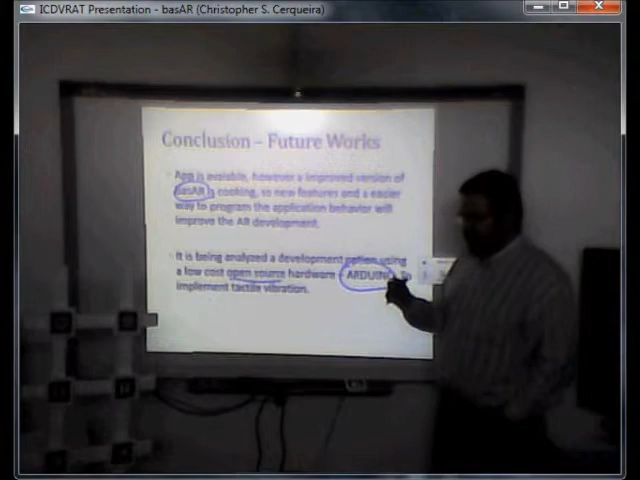 ICDVRAT Presentation - basAR (Christopher S. Cerqueira)
Conclusion – Future Works
App is avaiable, however a improved version of
basAR is cooking, so new features and a easier
way to program the application behavior will
improve the AR development.
It is being analyzed a development option using
a low cost open source hardware – ARDUINO. To
implement tactile vibration.